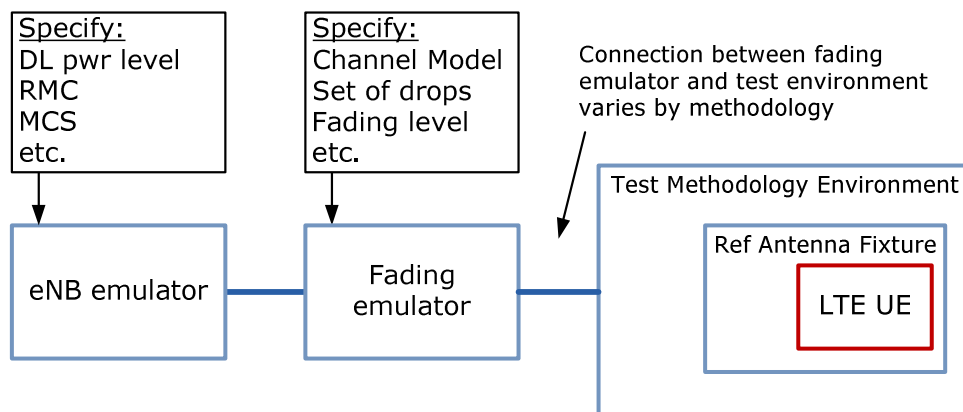 Specify:
DL pwr level
RMC
MCS
etc.
Specify:
Channel Model
Set of drops
Fading level
etc.
Connection between fading
emulator and test environment
varies by methodology
Test Methodology Environment
Ref Antenna Fixture
LTE UE
eNB emulator
Fading
emulator